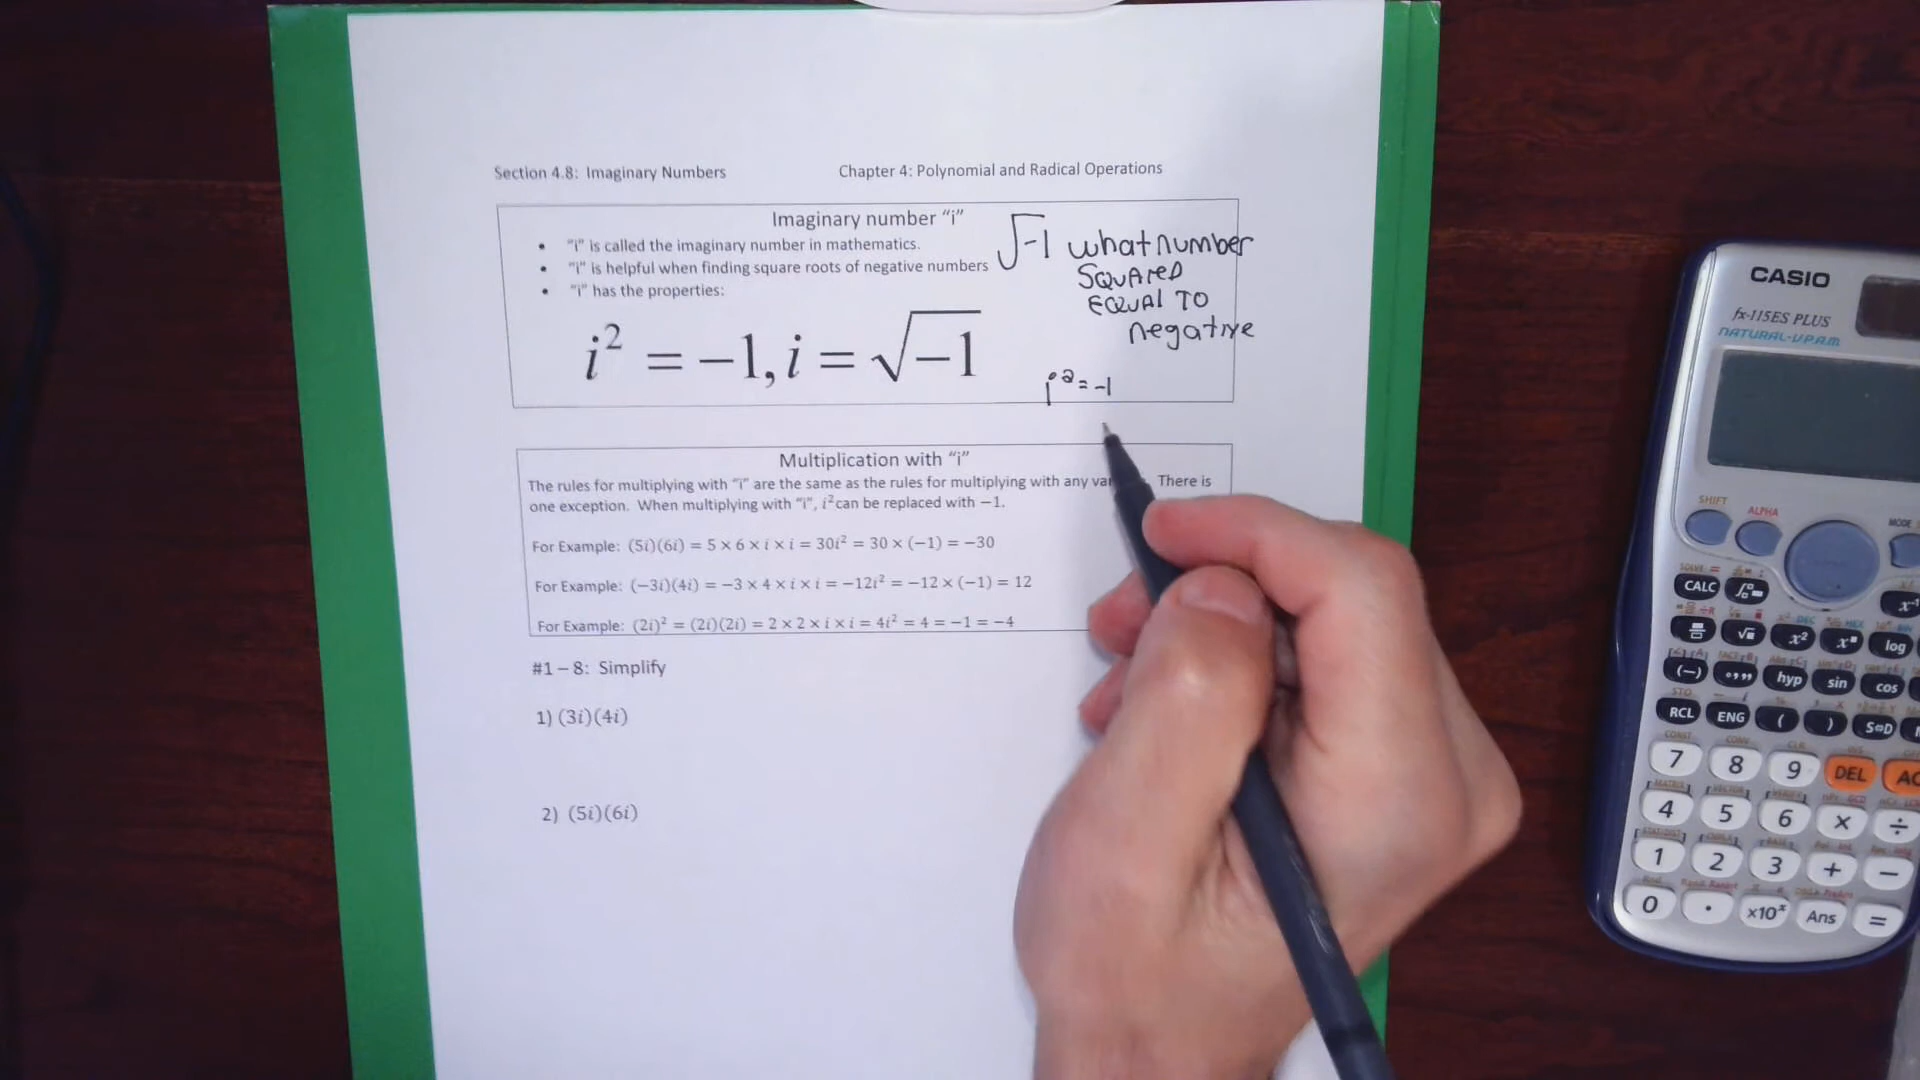 Section 4.8: Imaginary Numbers
Chapter 4: Polynomial and Radical Operations
Imaginary number “i”
• “i” is called the imaginary number in mathematics.
• “i” is helpful when finding square roots of negative numbers
• “i” has the properties:
i² = −1, i = √−1
√-1 what number
SQUARED
EQUAL TO
negative
i² = -1
Multiplication with “i”
The rules for multiplying with “i” are the same as the rules for multiplying with any There is
one exception. When multiplying with “i”, i² can be replaced with −1.
For Example: (5i)(6i) = 5 × 6 × i × i = 30i² = 30 × (−1) = −30
For Example: (−3i)(4i) = −3 × 4 × i × i = −12i² = −12 × (−1) = 12
For Example: (2i)² = (2i)(2i) = 2 × 2 × i × i = 4i² = 4 = −1 = −4
#1 – 8: Simplify
1) (3i)(4i)
2) (5i)(6i)
CASIO
fx-115ES PLUS
NATURAL-V.P.A.M.
SHIFT ALPHA MODE
CALC x⁻¹
x² log
(−) hyp sin cos
STO
RCL ENG ( ) S⇔D
7 8 9 DEL AC
4 5 6 × ÷
1 2 3 + −
0 . ×10ˣ Ans =